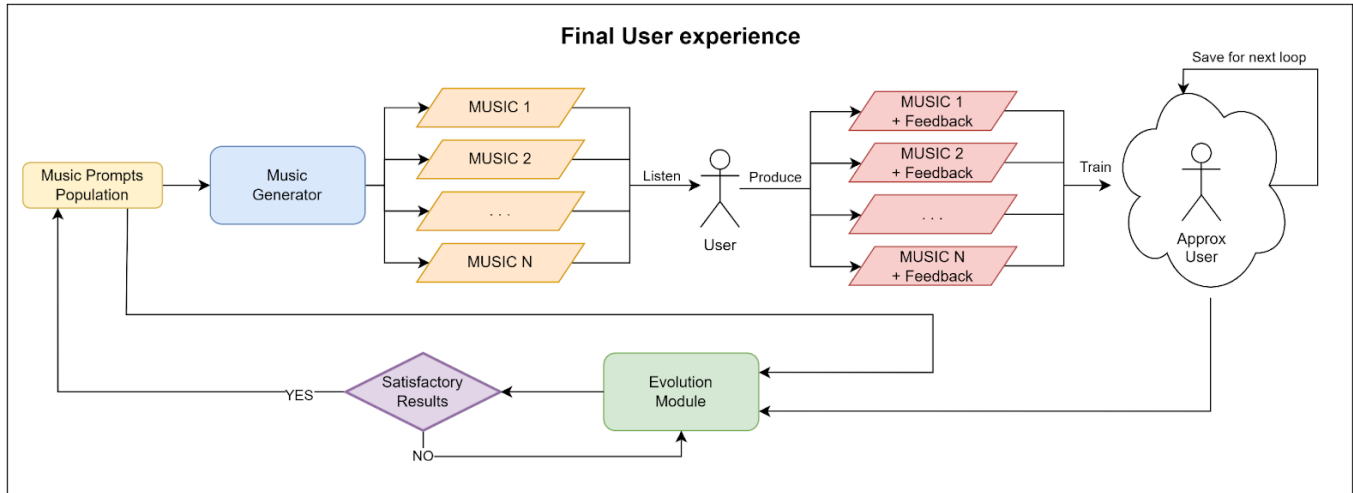 Final User experience
Save for next loop
MUSIC 1
MUSIC 1
+ Feedback
Music Prompts
Population
Music
Generator
MUSIC 2
MUSIC 2
+ Feedback
Listen
Produce
Train
. . .
. . .
User
Approx
User
MUSIC N
MUSIC N
+ Feedback
YES
Satisfactory
Results
Evolution
Module
NO